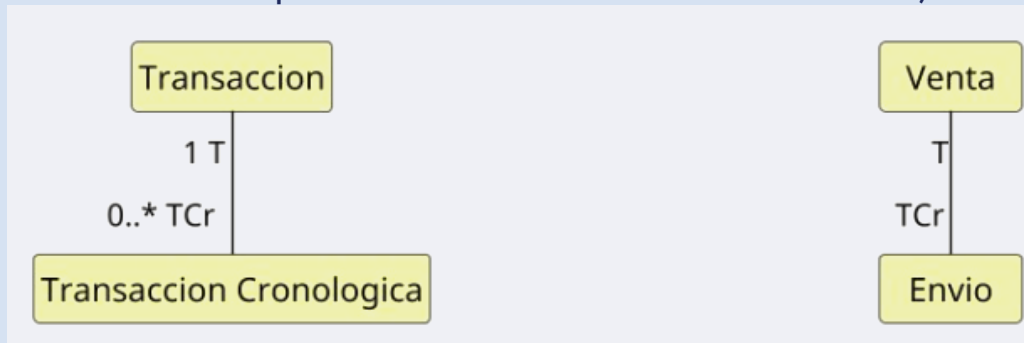 Transaccion
Venta
1 T
T
0..* TCr
TCr
Transaccion Cronologica
Envio